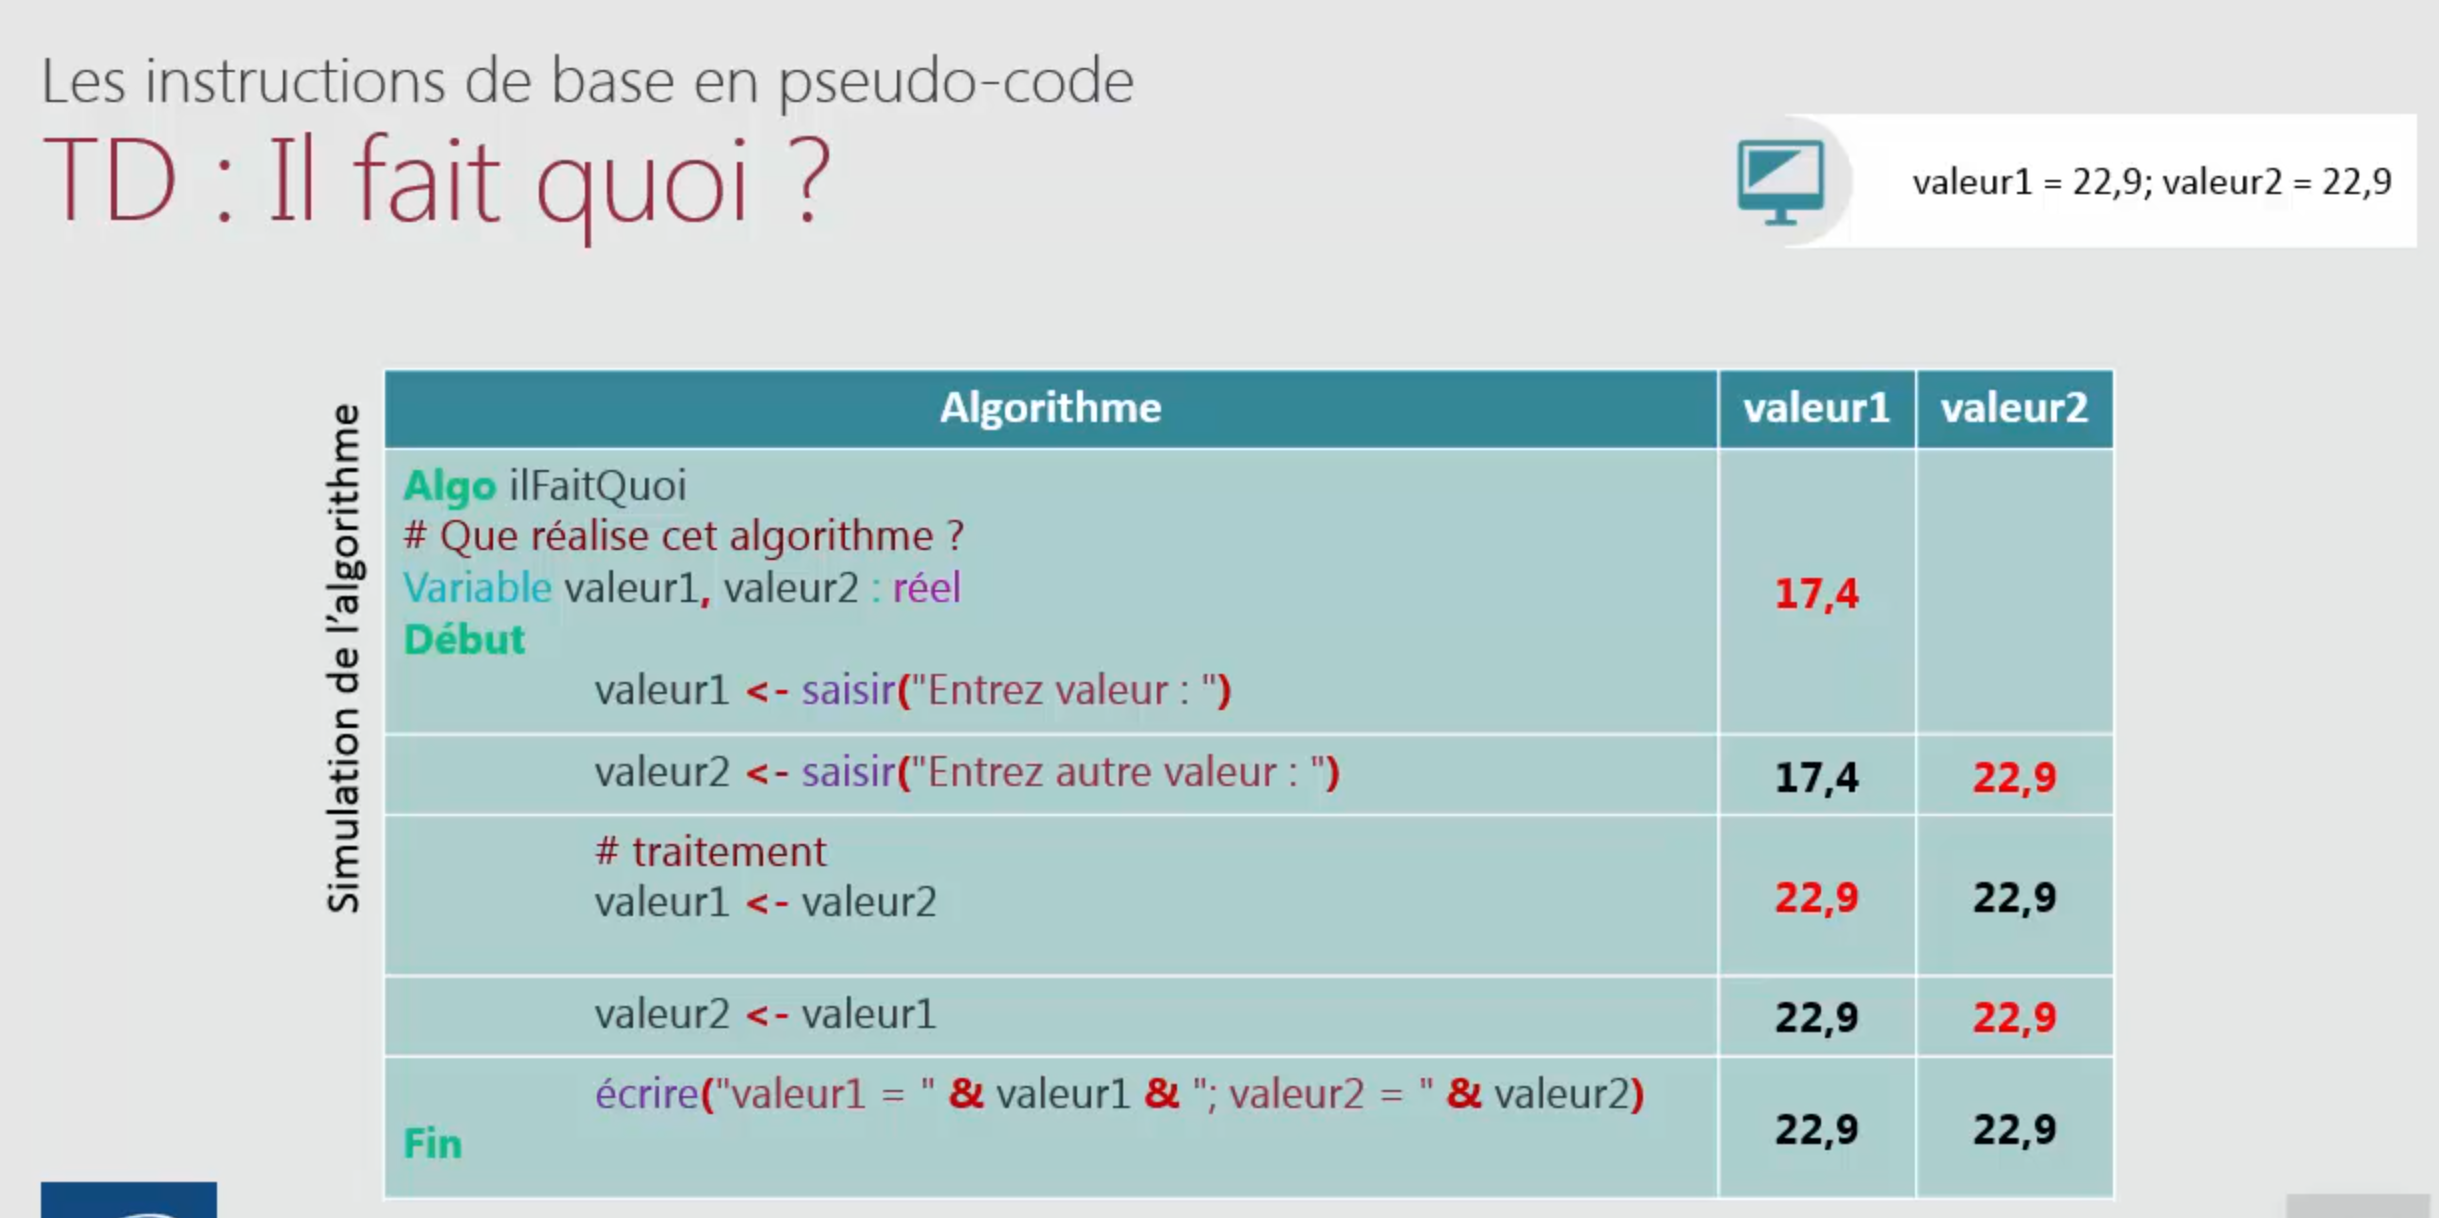 Les instructions de base en pseudo-code
TD : Il fait quoi ?
valeur1 = 22,9; valeur2 = 22,9
Simulation de l'algorithme
Algorithme valeur1 valeur2
Algo ilFaitQuoi
# Que réalise cet algorithme ?
Variable valeur1, valeur2 : réel
17,4
Début
valeur1 <- saisir("Entrez valeur : ")
valeur2 <- saisir("Entrez autre valeur : ") 17,4 22,9
# traitement
valeur1 <- valeur2 22,9 22,9
valeur2 <- valeur1 22,9 22,9
écrire("valeur1 = " & valeur1 & "; valeur2 = " & valeur2)
22,9 22,9
Fin